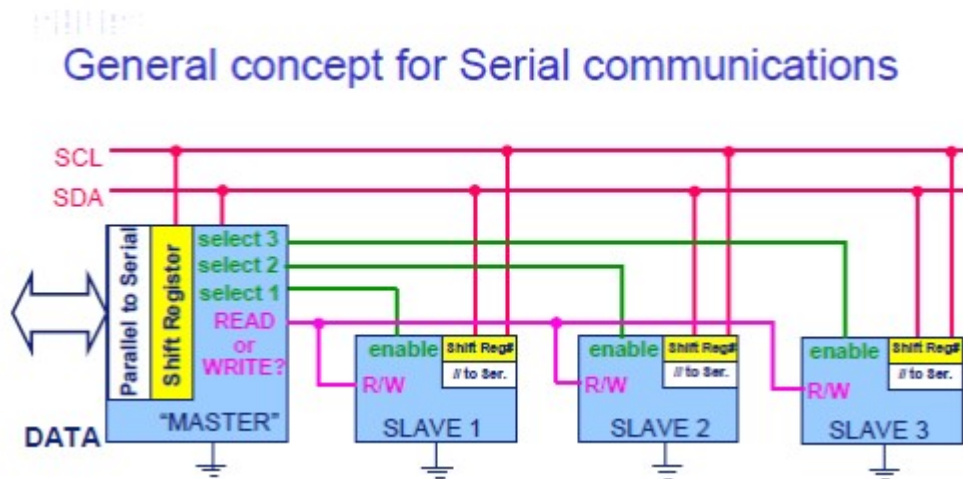 General concept for Serial communications
SCL
SDA
Parallel to Serial
Shift Register
select 3
select 2
select 1
READ
or
WRITE?
"MASTER"
DATA
enable
Shift Reg#
// to Ser.
R/W
SLAVE 1
enable
Shift Reg#
// to Ser.
R/W
SLAVE 2
enable
Shift Reg#
// to Ser.
R/W
SLAVE 3